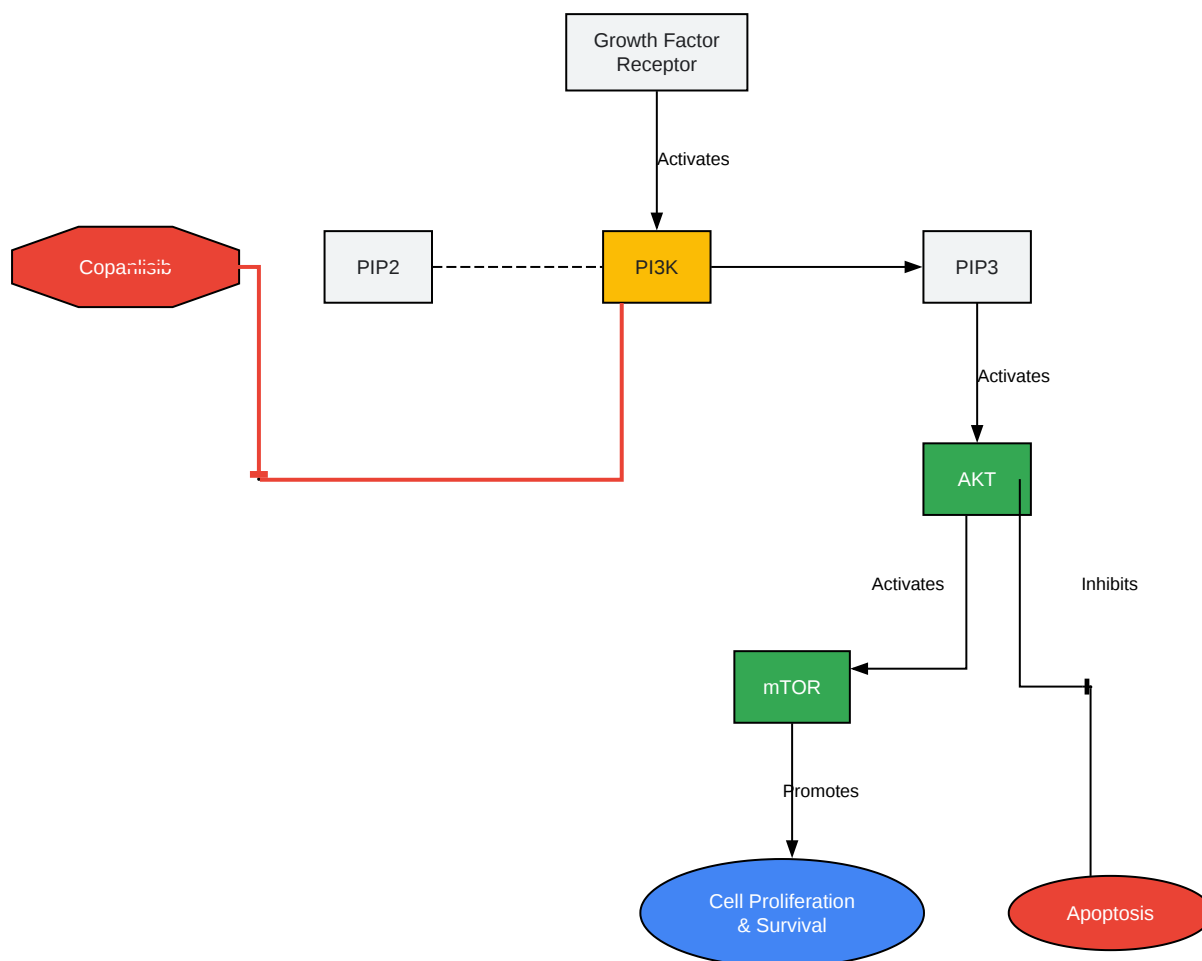 Growth Factor
Receptor
Activates
Copanlisib
PIP2
PI3K
PIP3
Activates
AKT
Activates
Inhibits
mTOR
Promotes
Cell Proliferation
& Survival
Apoptosis